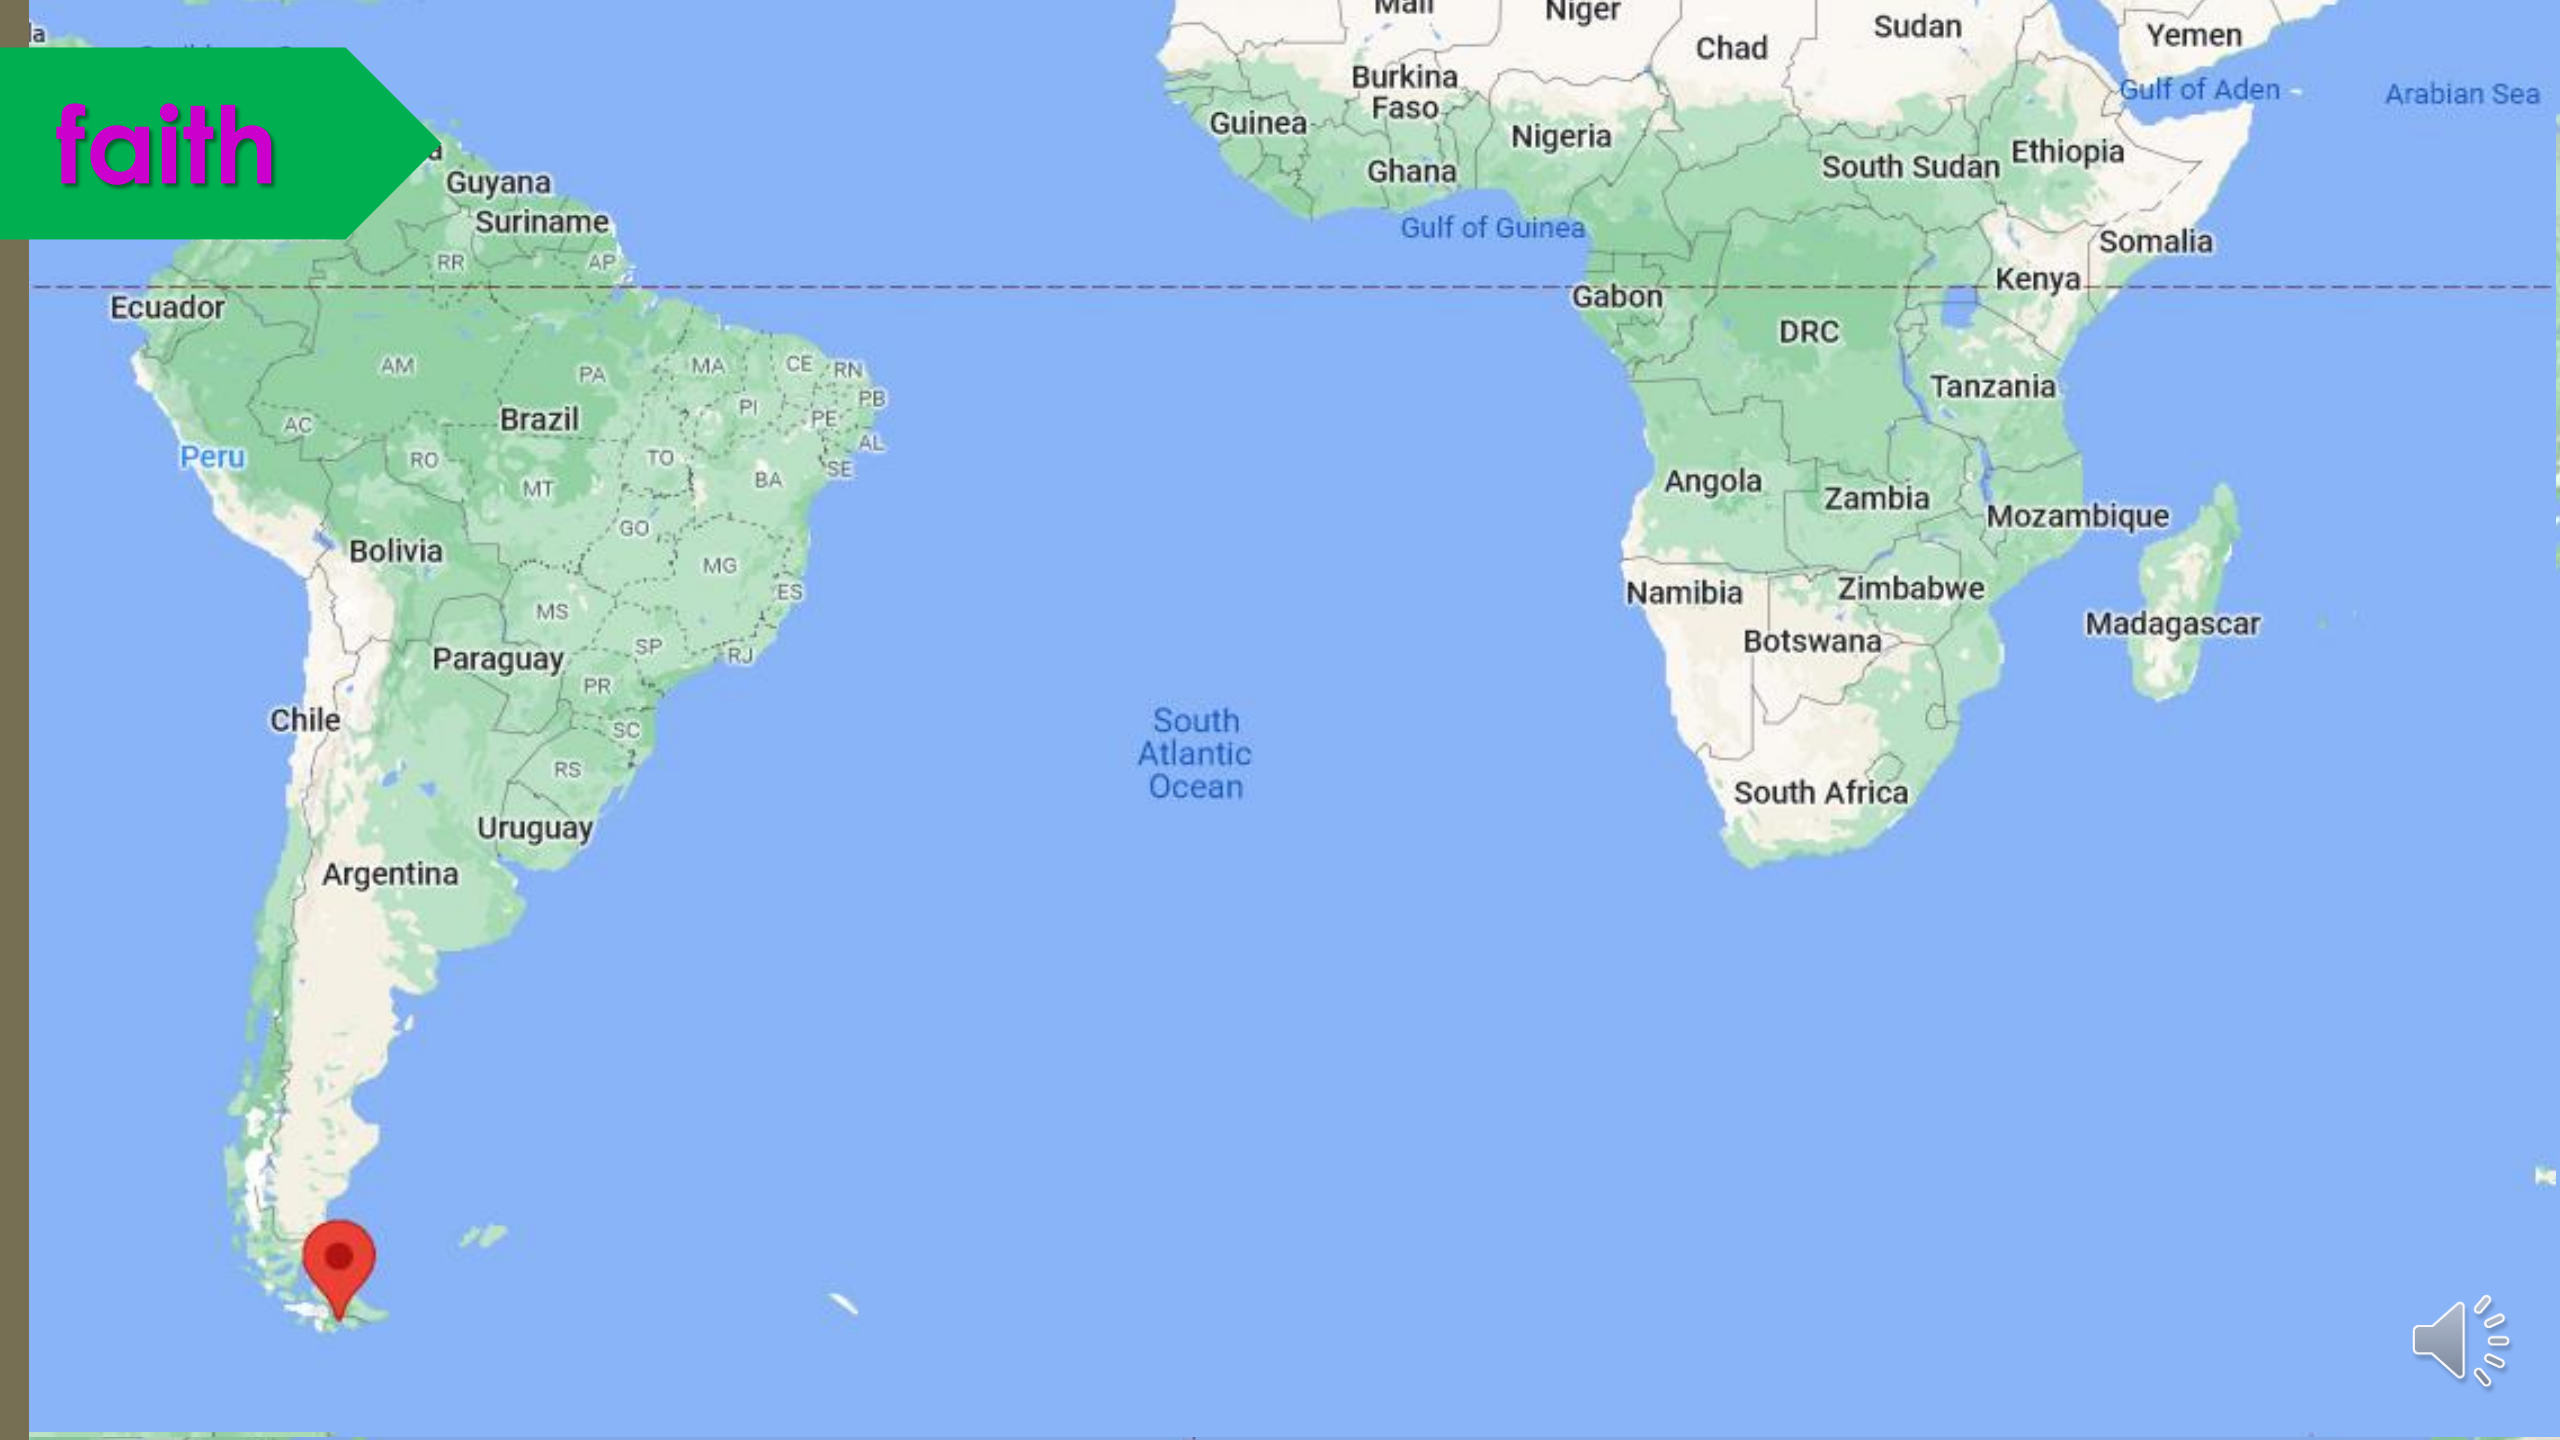 Mali
Niger
Sudan
Yemen
Chad
Burkina
Faso
Gulf of Aden
Arabian Sea
faith
Guinea
Nigeria
Ethiopia
Ghana
South Sudan
Guyana
Suriname
Gulf of Guinea
Somalia
RR
AP
Kenya
Ecuador
Gabon
DRC
AM
PA
MA
CE
RN
Tanzania
PB
PI
PE
Brazil
AC
AL
Peru
RO
TO
SE
BA
MT
Angola
Zambia
Mozambique
GO
Bolivia
MG
ES
Namibia
Zimbabwe
MS
Madagascar
Botswana
SP
RJ
Paraguay
PR
Chile
SC
South
Atlantic
Ocean
RS
South Africa
Uruguay
Argentina